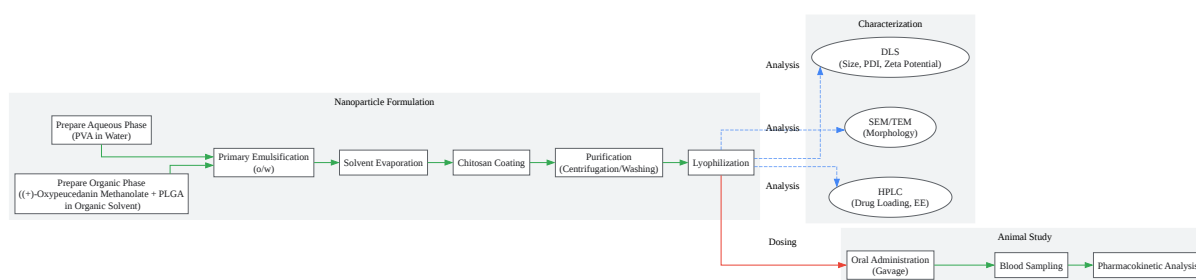 Characterization
DLS
(Size, PDI, Zeta Potential)
Analysis
Nanoparticle Formulation
Prepare Aqueous Phase
(PVA in Water)
Analysis
SEM/TEM
(Morphology)
Primary Emulsification
(o/w)
Solvent Evaporation
Chitosan Coating
Purification
(Centrifugation/Washing)
Lyophilization
Prepare Organic Phase
((+)-Oxypeucedanin Methanolate + PLGA
in Organic Solvent)
Analysis
HPLC
(Drug Loading, EE)
Animal Study
Dosing
Oral Administration
(Gavage)
Blood Sampling
Pharmacokinetic Analysis